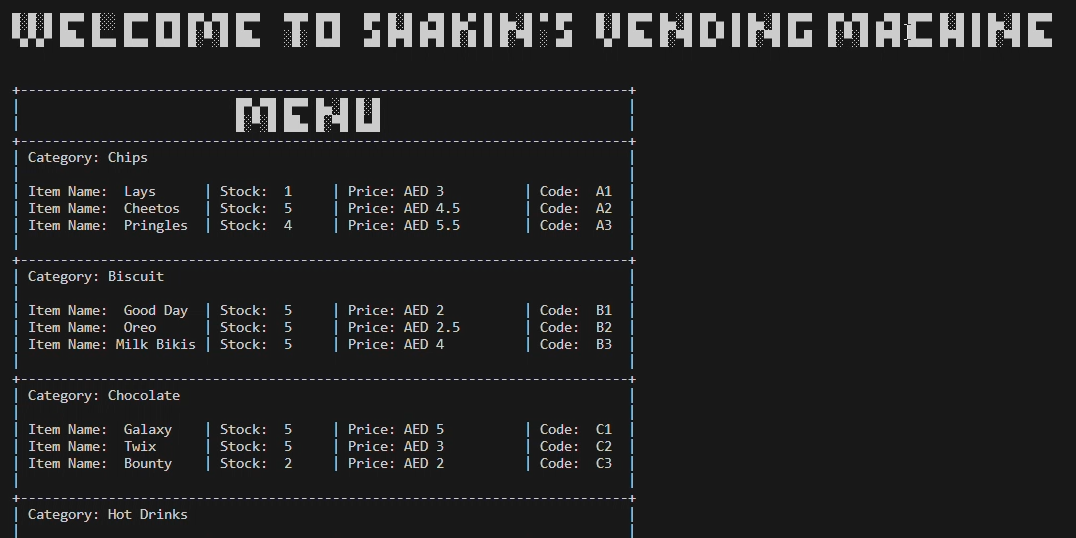 WELCOME TO SHAKIN'S VENDING MACHINE
+----------------------------------------------------------------------------+
| MENU |
+----------------------------------------------------------------------------+
| Category: Chips |
| Item Name:  Lays      | Stock:  1     | Price: AED 3          | Code:  A1  |
| Item Name:  Cheetos   | Stock:  5     | Price: AED 4.5        | Code:  A2  |
| Item Name:  Pringles  | Stock:  4     | Price: AED 5.5        | Code:  A3  |
+----------------------------------------------------------------------------+
| Category: Biscuit |
| Item Name:  Good Day  | Stock:  5     | Price: AED 2          | Code:  B1  |
| Item Name:  Oreo      | Stock:  5     | Price: AED 2.5        | Code:  B2  |
| Item Name: Milk Bikis | Stock:  5     | Price: AED 4          | Code:  B3  |
+----------------------------------------------------------------------------+
| Category: Chocolate |
| Item Name:  Galaxy    | Stock:  5     | Price: AED 5          | Code:  C1  |
| Item Name:  Twix      | Stock:  5     | Price: AED 3          | Code:  C2  |
| Item Name:  Bounty    | Stock:  2     | Price: AED 2          | Code:  C3  |
+----------------------------------------------------------------------------+
| Category: Hot Drinks |